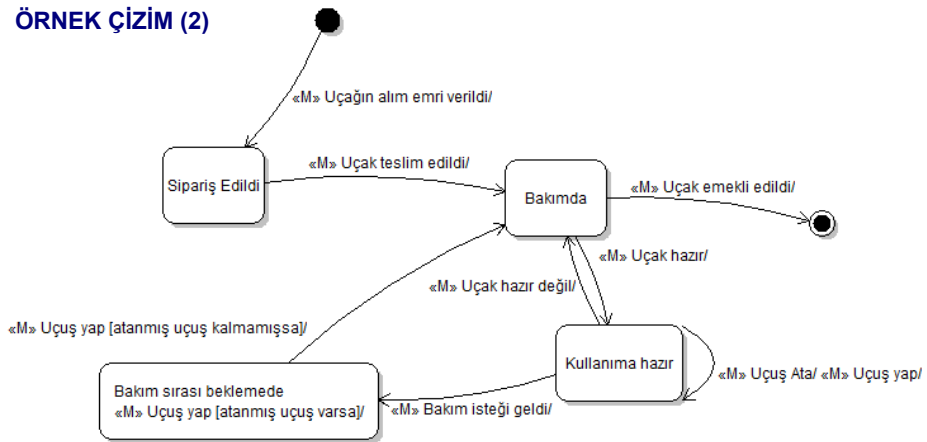 ÖRNEK ÇİZİM (2)
«M» Uçağın alım emri verildi/
Sipariş Edildi
«M» Uçak teslim edildi/
Bakımda
«M» Uçak emekli edildi/
«M» Uçak hazır/
«M» Uçak hazır değil/
«M» Uçuş yap [atanmış uçuş kalmamışsa]/
Kullanıma hazır
«M» Uçuş Ata/ «M» Uçuş yap/
Bakım sırası beklemede
«M» Uçuş yap [atanmış uçuş varsa]/
«M» Bakım isteği geldi/